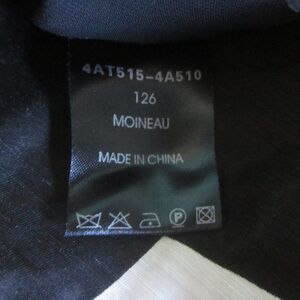 4AT515-4A510
126
MOINEAU
MADE IN CHINA
P